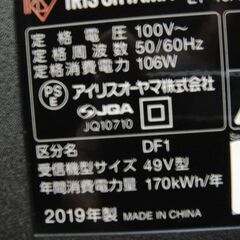 IRIS OHYAMA
定格電圧 100V~
定格周波数 50/60Hz
定格消費電力 106W
PS
E
アイリスオーヤマ株式会社
JQA
JQ10710
区分名 DF1
受信機型サイズ 49V型
年間消費電力量 170kWh/年
2019年製 MADE IN CHINA